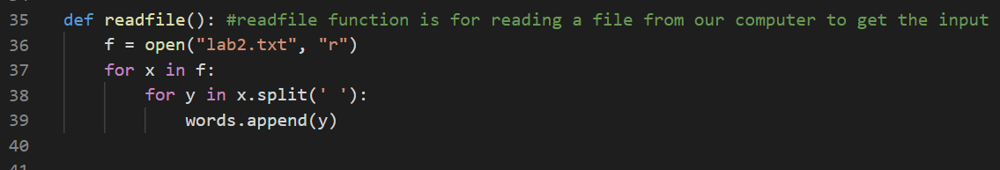 35 def readfile(): #readfile function is for reading a file from our computer to get the input
36     f = open("lab2.txt", "r")
37     for x in f:
38         for y in x.split(' '):
39             words.append(y)
40